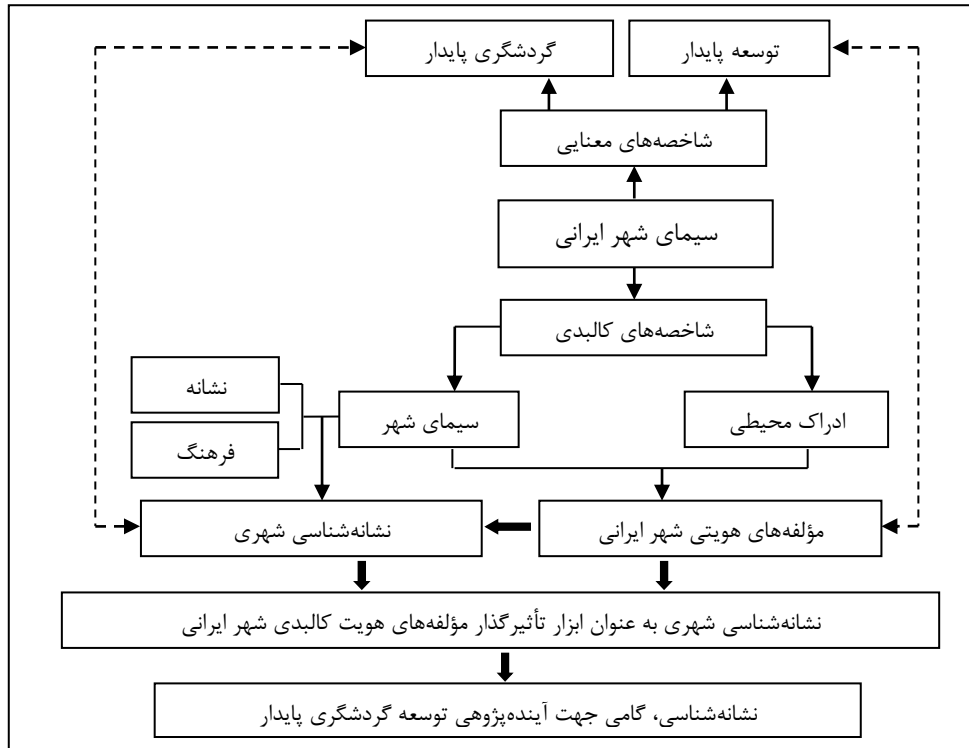 توسعه پایدار
گردشگری پایدار
شاخصه‌های معنایی
سیمای شهر ایرانی
شاخصه‌های کالبدی
ادراک محیطی
سیمای شهر
نشانه
فرهنگ
مؤلفه‌های هویتی شهر ایرانی
نشانه‌شناسی شهری
نشانه‌شناسی شهری به عنوان ابزار تأثیرگذار مؤلفه‌های هویت کالبدی شهر ایرانی
نشانه‌شناسی، گامی جهت آینده‌پژوهی توسعه گردشگری پایدار